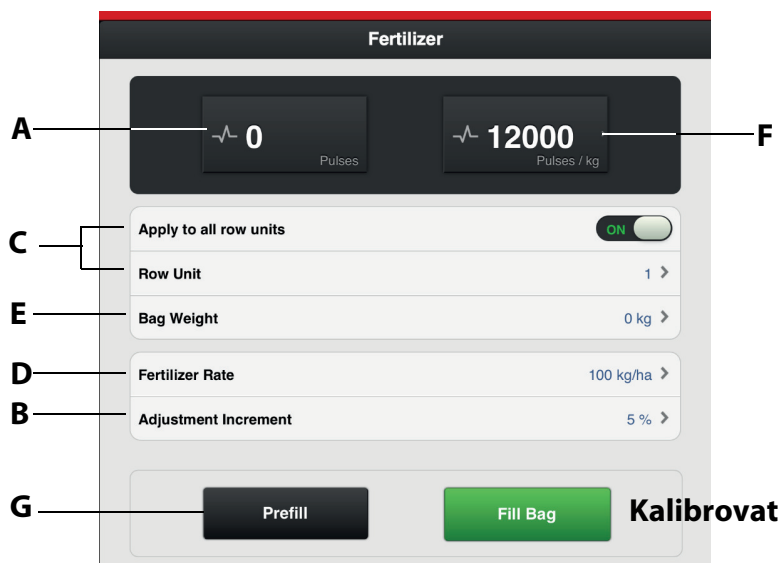 Fertilizer
A 0 Pulses 12000 Pulses / kg F
C Apply to all row units ON
Row Unit 1
E Bag Weight 0 kg
D Fertilizer Rate 100 kg/ha
B Adjustment Increment 5 %
G Prefill Fill Bag Kalibrovat